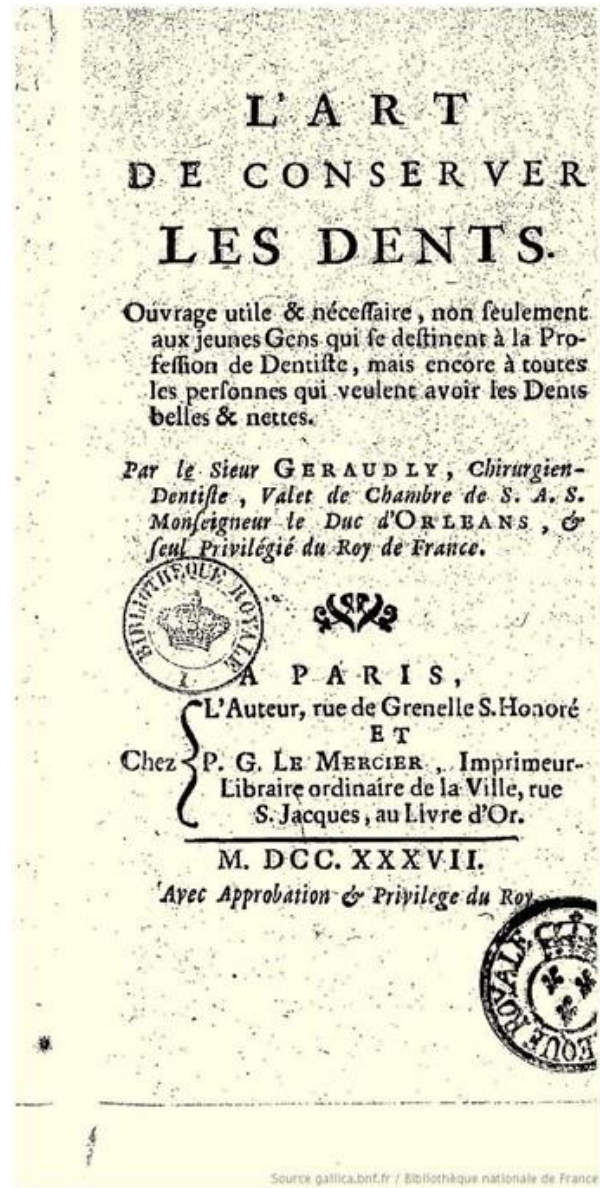 L'ART
DE CONSERVER
LES DENTS.
Ouvrage utile & néceſſaire, non ſeulement
aux jeunes Gens qui ſe deſtinent à la Pro-
feſſion de Dentiſte, mais encore à toutes
les perſonnes qui veulent avoir les Dents
belles & nettes.
Par le Sieur GERAUDLY, Chirurgien-
Dentiſte, Valet de Chambre de S. A. S.
Monſeigneur le Duc d'ORLEANS, &
ſeul Privilégié du Roy de France.
BIBLIOTHEQUE ROYALE
A PARIS,
L'Auteur, rue de Grenelle S. Honoré
ET
Chez P. G. LE MERCIER, Imprimeur-
Libraire ordinaire de la Ville, rue
S. Jacques, au Livre d'Or.
M. DCC. XXXVII.
Avec Approbation & Privilege du Roy
EQUE ROYALE
Source gallica.bnf.fr / Bibliothèque nationale de France